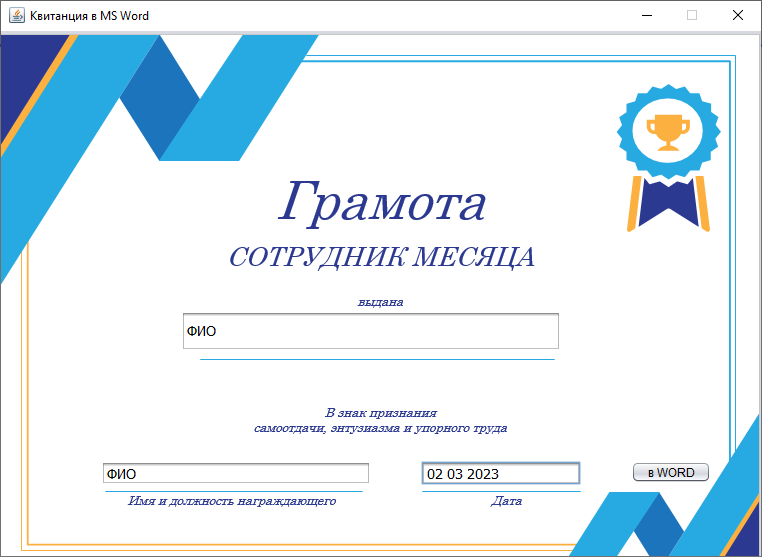 Квитанция в MS Word
Грамота
СОТРУДНИК МЕСЯЦА
выдана
ФИО
В знак признания
самоотдачи, энтузиазма и упорного труда
ФИО
02 03 2023
в WORD
Имя и должность награждающего
Дата